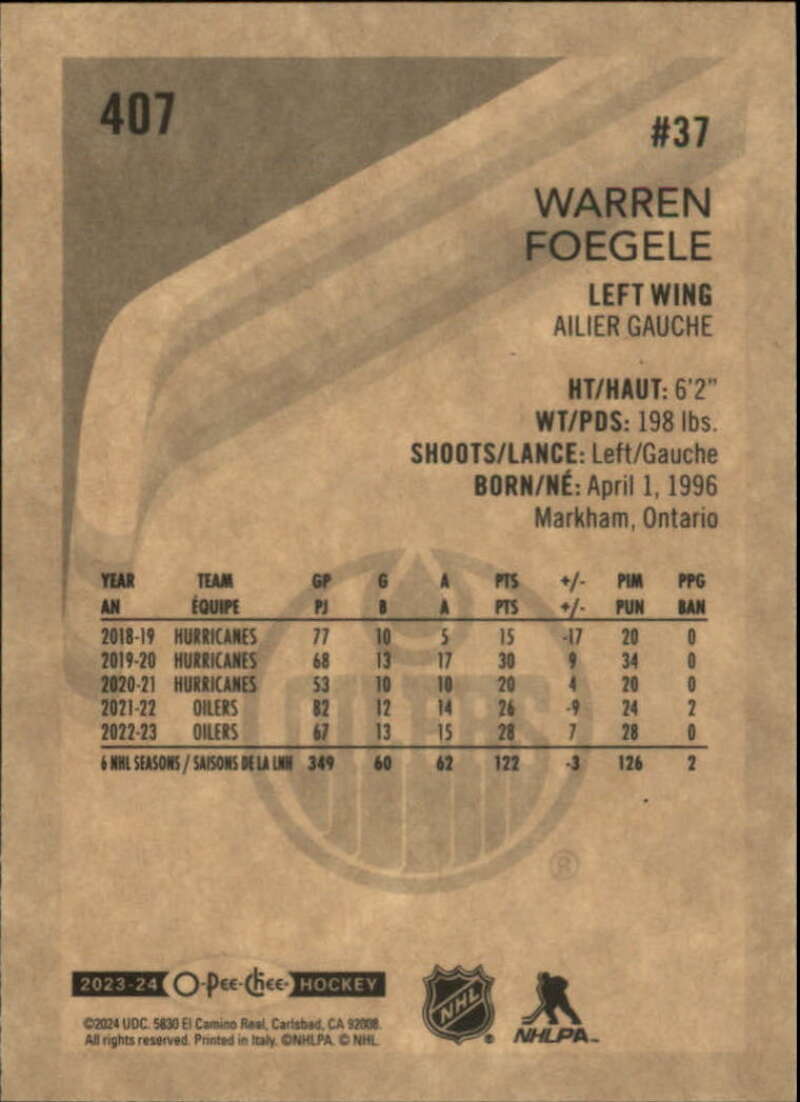 407
#37
WARREN
FOEGELE
LEFT WING
AILIER GAUCHE
HT/HAUT: 6'2"
WT/PDS: 198 lbs.
SHOOTS/LANCE: Left/Gauche
BORN/NÉ: April 1, 1996
Markham, Ontario
YEAR TEAM GP G A PTS +/- PIM PPG
AN ÉQUIPE PJ B A PTS +/- PUN BAN
2018-19 HURRICANES 77 10 5 15 -17 20 0
2019-20 HURRICANES 68 13 17 30 9 34 0
2020-21 HURRICANES 53 10 10 20 4 20 0
2021-22 OILERS 82 12 14 26 -9 24 2
2022-23 OILERS 67 13 15 28 7 28 0
6 NHL SEASONS / SAISONS DE LA LNH 349 60 62 122 -3 126 2
OILERS
®
2023-24 O-Pee-Chee HOCKEY
©2024 UDC. 5830 El Camino Real, Carlsbad, CA 92008.
All rights reserved. Printed in Italy. ©NHLPA. © NHL.
NHL ®
NHLPA™